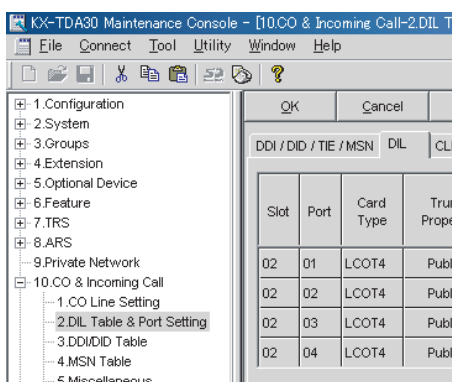 KX-TDA30 Maintenance Console - [10.CO & Incoming Call-2.DIL T
File Connect Tool Utility Window Help
1.Configuration
2.System
3.Groups
4.Extension
5.Optional Device
6.Feature
7.TRS
8.ARS
9.Private Network
10.CO & Incoming Call
1.CO Line Setting
2.DIL Table & Port Setting
3.DDI/DID Table
4.MSN Table
5.Miscellaneous
OK Cancel
DDI / DID / TIE / MSN DIL CLI
Slot Port Card Type Trun Prope
02 01 LCOT4 Publ
02 02 LCOT4 Publ
02 03 LCOT4 Publ
02 04 LCOT4 Publ